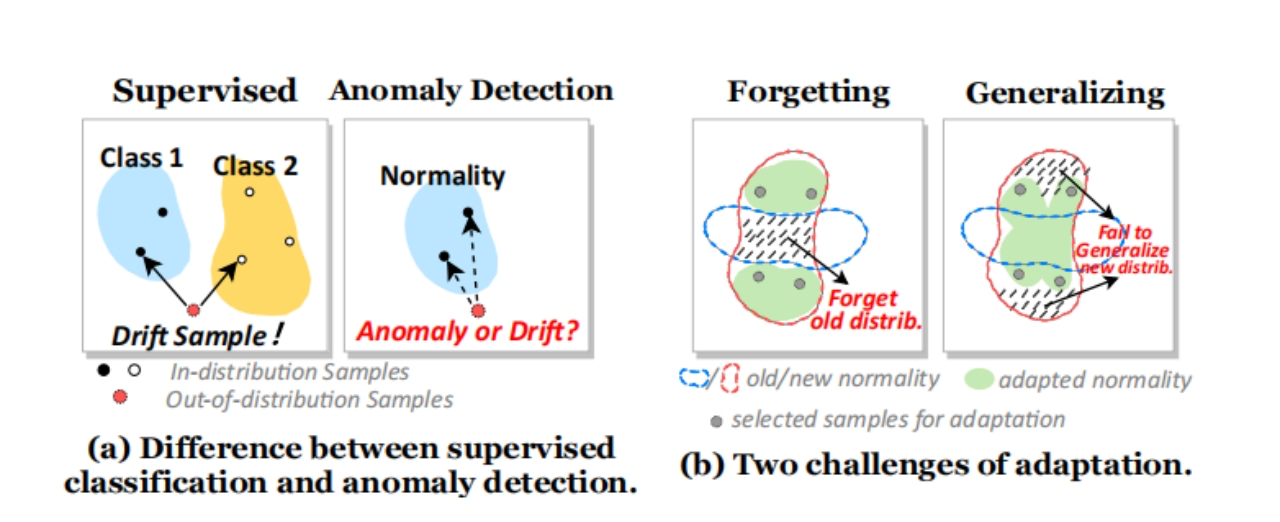 Supervised
Anomaly Detection
Class 1
Class 2
Drift Sample!
Normality
Anomaly or Drift?
In-distribution Samples
Out-of-distribution Samples
(a) Difference between supervised
classification and anomaly detection.
Forgetting
Generalizing
Forget
old distrib.
Fail to
Generalize
new distrib.
/ old/new normality
adapted normality
selected samples for adaptation
(b) Two challenges of adaptation.